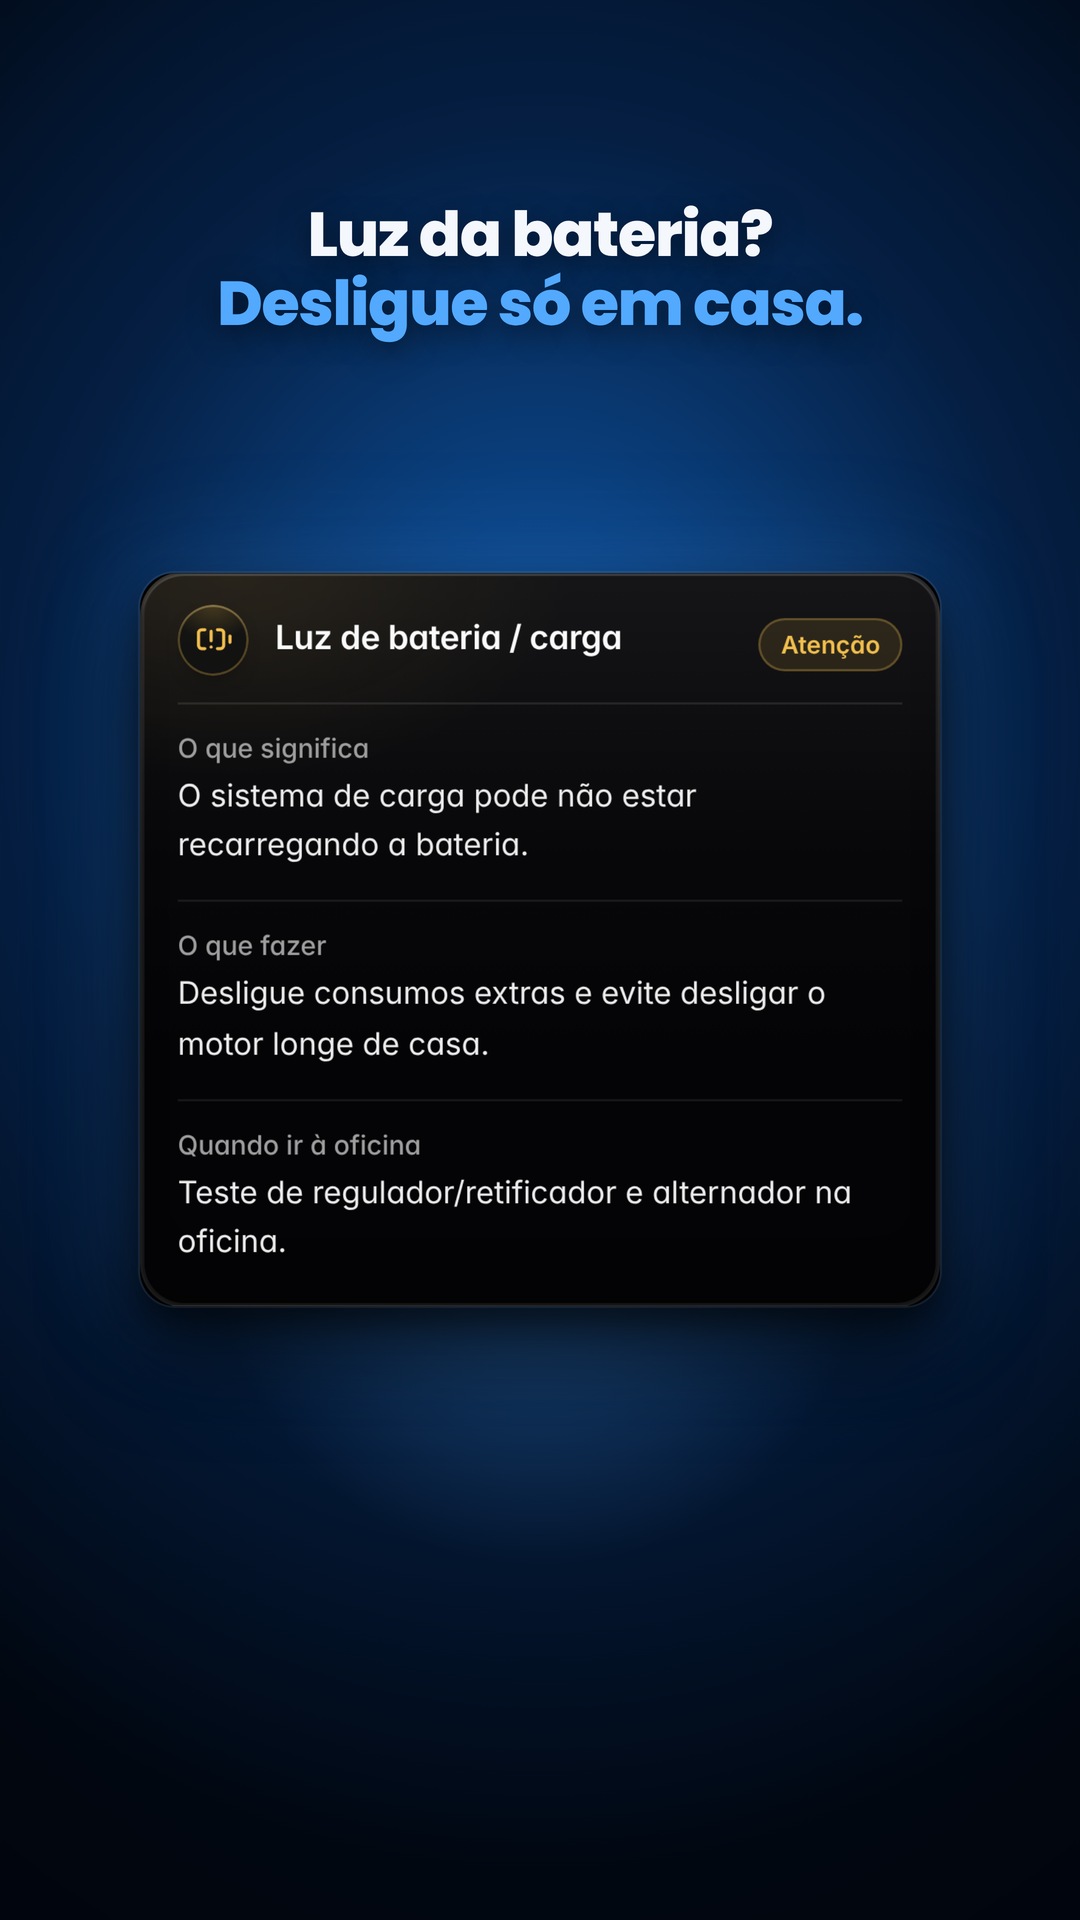 Luz da bateria?
Desligue só em casa.
Luz de bateria / carga
Atenção
O que significa
O sistema de carga pode não estar
recarregando a bateria.
O que fazer
Desligue consumos extras e evite desligar o
motor longe de casa.
Quando ir à oficina
Teste de regulador/retificador e alternador na
oficina.